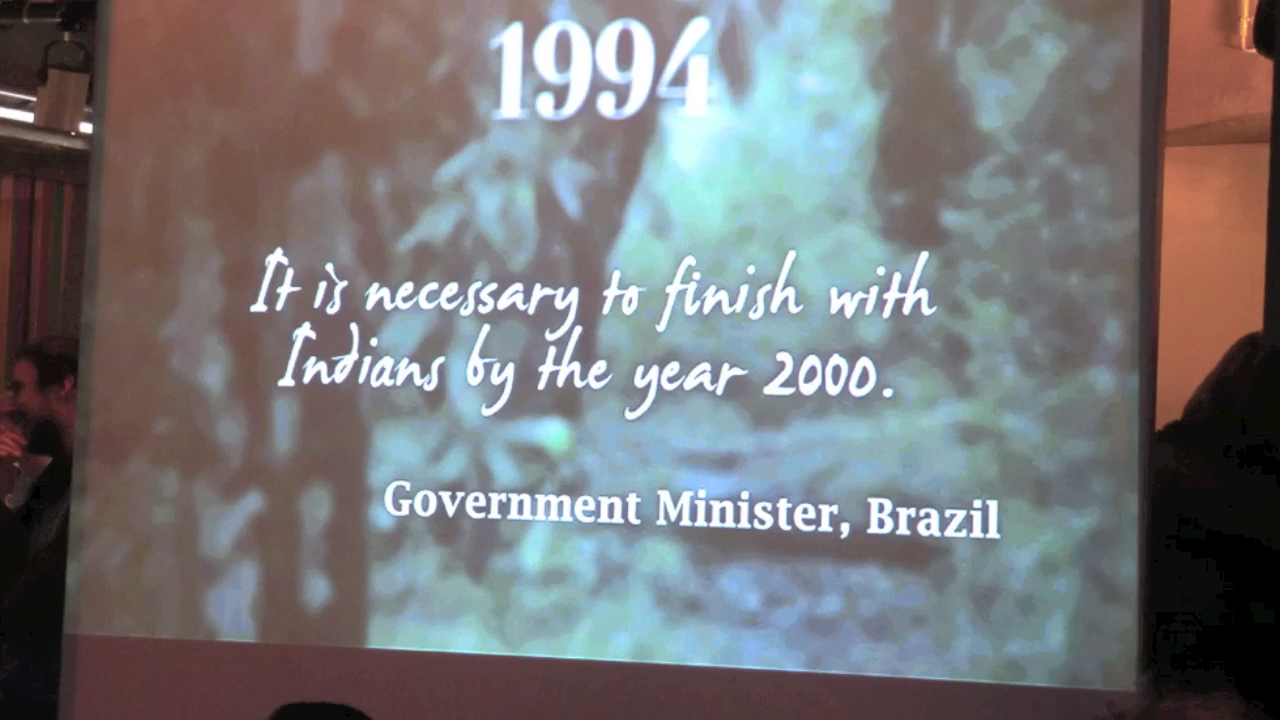 1994
It is necessary to finish with
Indians by the year 2000.
Government Minister, Brazil